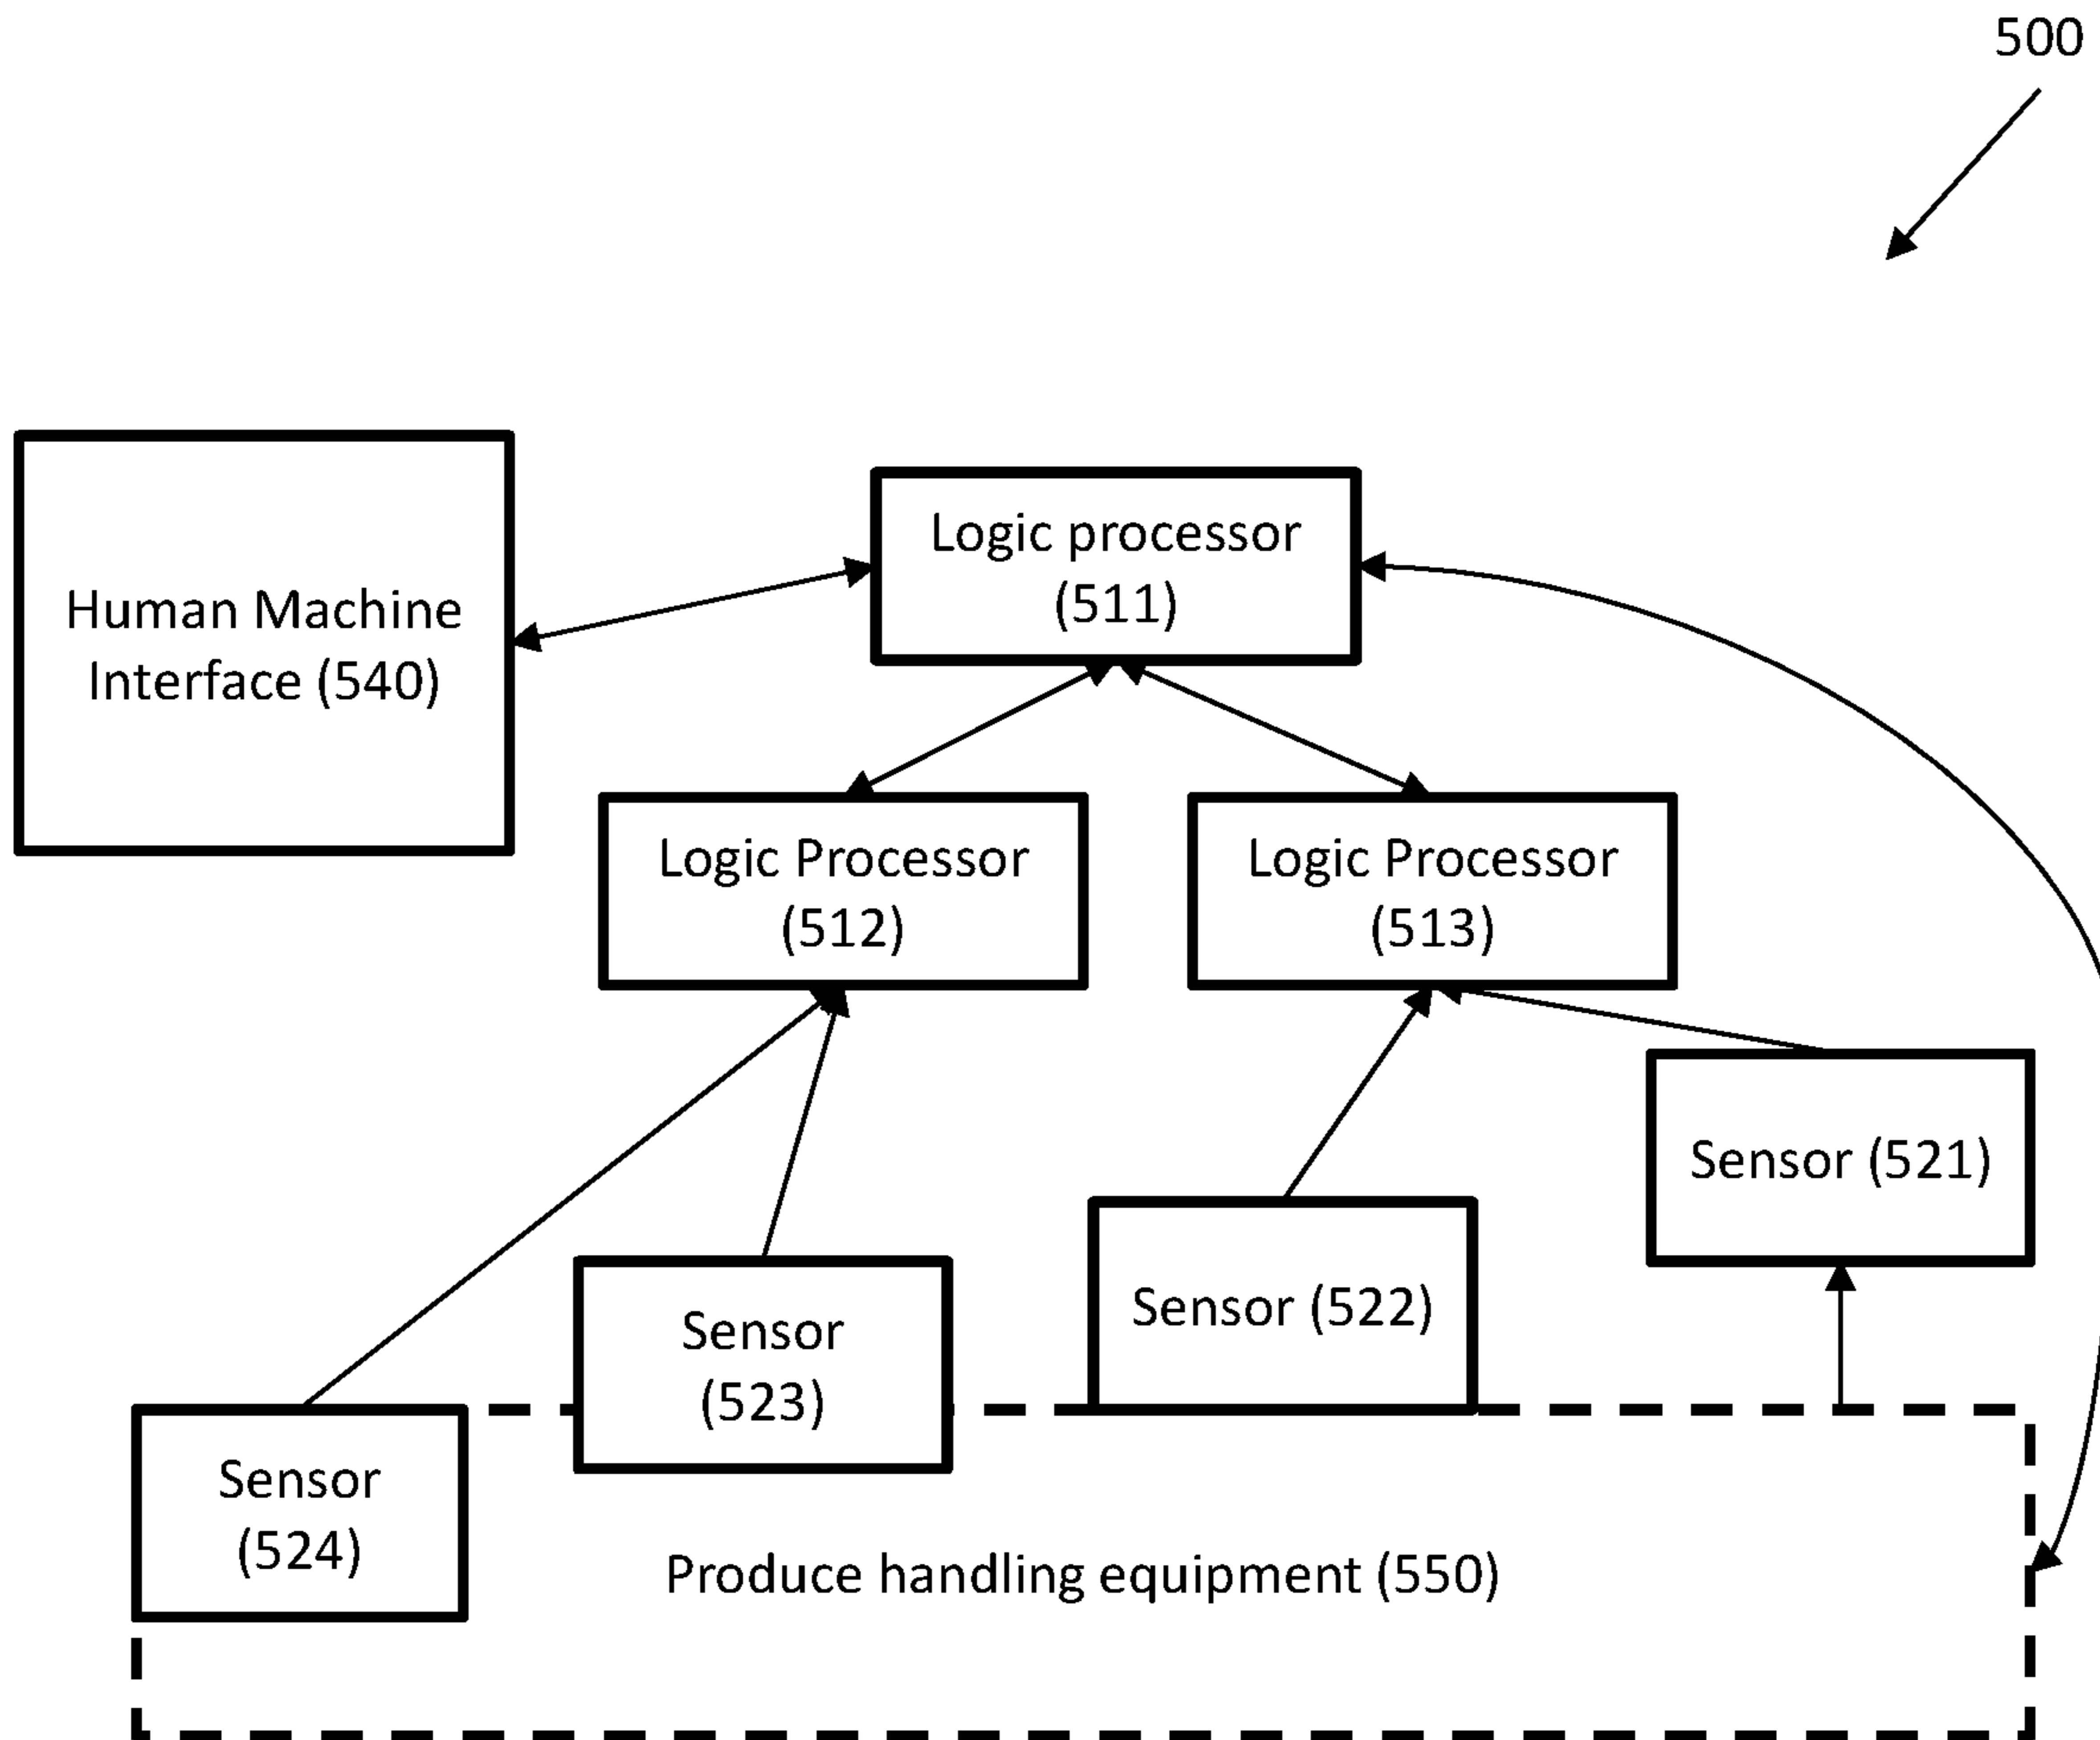 500
Logic processor
(511)
Human Machine
Interface (540)
Logic Processor
(512)
Logic Processor
(513)
Sensor (521)
Sensor (522)
Sensor
(523)
Sensor
(524)
Produce handling equipment (550)